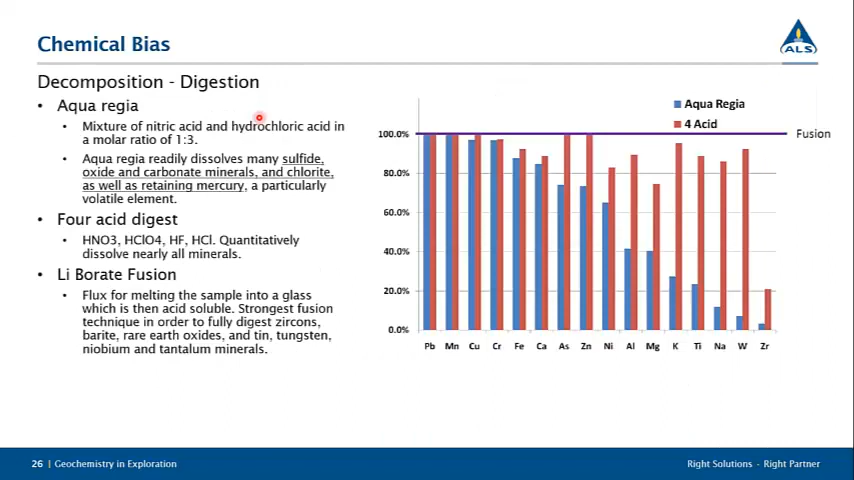 Chemical Bias
ALS
Decomposition - Digestion
• Aqua regia
• Mixture of nitric acid and hydrochloric acid in
a molar ratio of 1:3.
• Aqua regia readily dissolves many sulfide,
oxide and carbonate minerals, and chlorite,
as well as retaining mercury, a particularly
volatile element.
• Four acid digest
• HNO3, HClO4, HF, HCl. Quantitatively
dissolve nearly all minerals.
• Li Borate Fusion
• Flux for melting the sample into a glass
which is then acid soluble. Strongest fusion
technique in order to fully digest zircons,
barite, rare earth oxides, and tin, tungsten,
niobium and tantalum minerals.
Aqua Regia
4 Acid
Fusion
100.0%
80.0%
60.0%
40.0%
20.0%
0.0%
Pb Mn Cu Cr Fe Ca As Zn Ni Al Mg K Ti Na W Zr
26 | Geochemistry in Exploration
Right Solutions · Right Partner